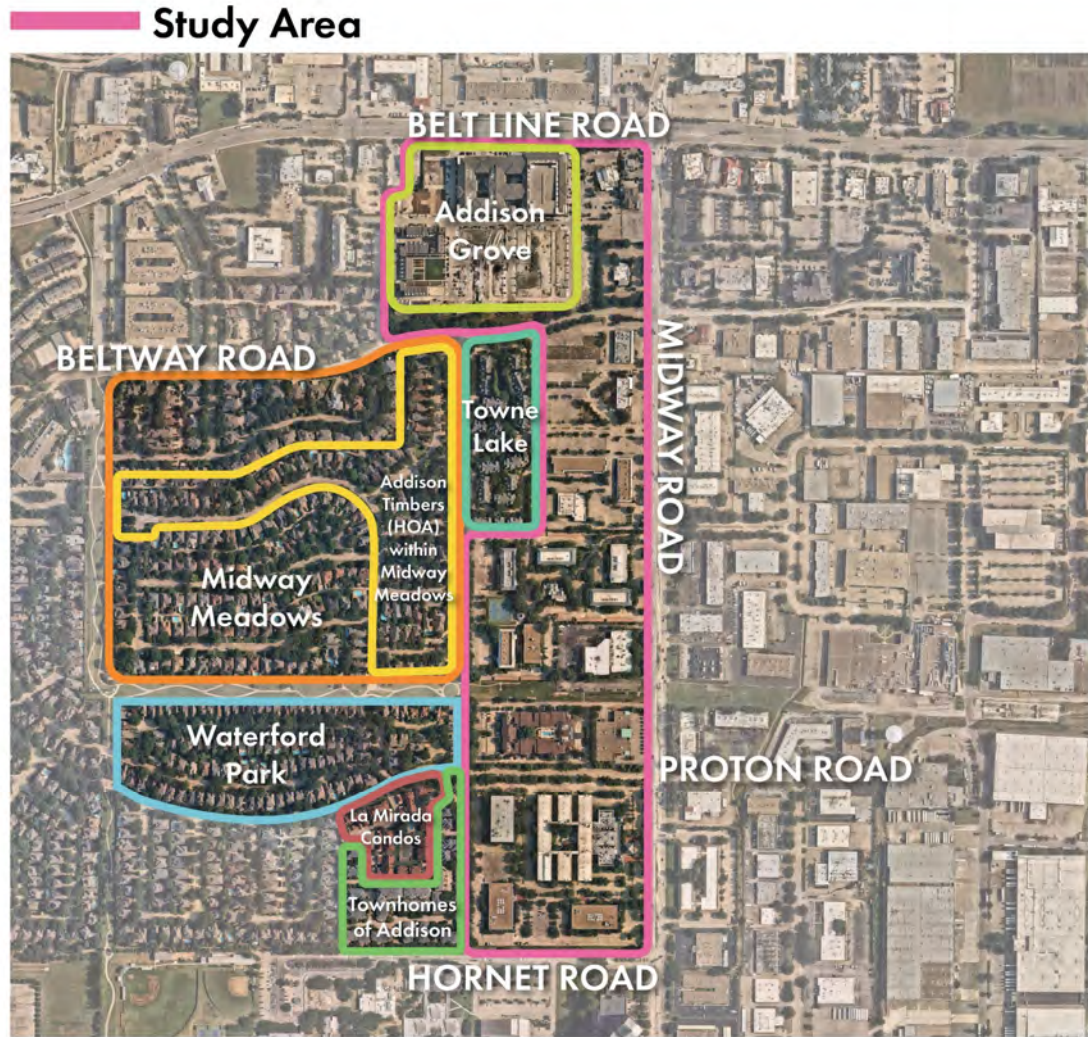 Study Area
BELT LINE ROAD
Addison
Grove
MIDWAY ROAD
BELTWAY ROAD
Towne
Lake
Addison
Timbers
(HOA)
within
Midway
Meadows
Midway
Meadows
Waterford
Park
PROTON ROAD
La Mirada
Condos
Townhomes
of Addison
HORNET ROAD